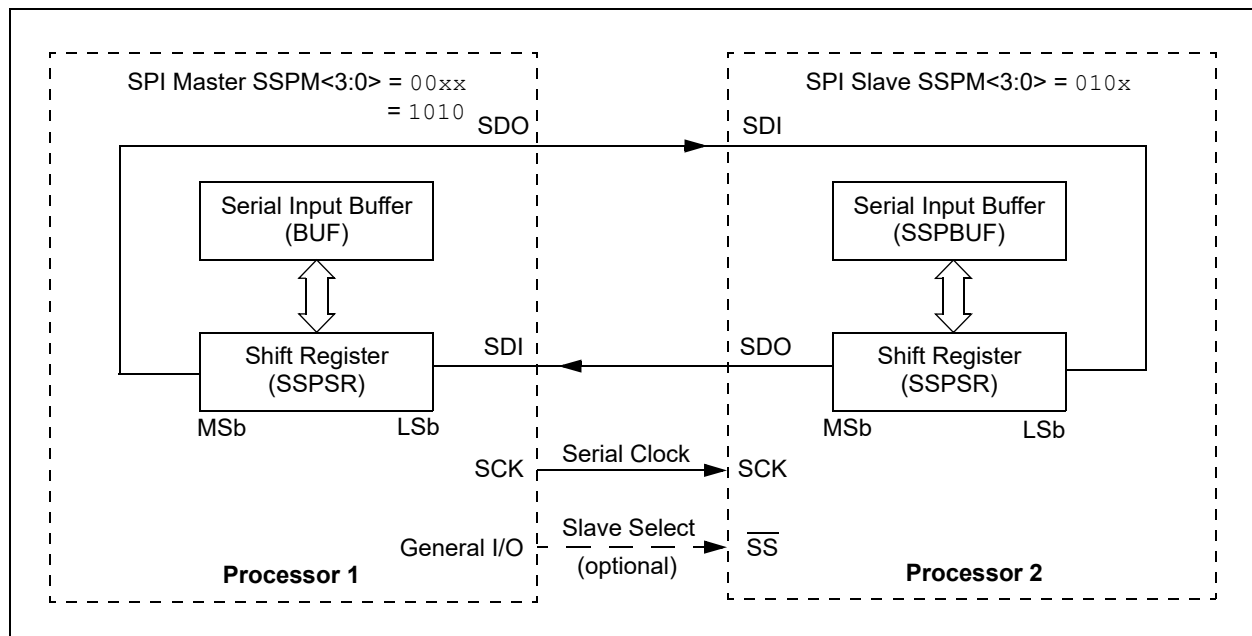 SPI Master SSPM<3:0> = 00xx
= 1010
SDO
Serial Input Buffer
(BUF)
Shift Register
(SSPSR)
MSb
LSb
SDI
SCK
General I/O
Processor 1
Serial Clock
Slave Select
(optional)
SPI Slave SSPM<3:0> = 010x
SDI
Serial Input Buffer
(SSPBUF)
SDO
Shift Register
(SSPSR)
MSb
LSb
SCK
S̅S̅
Processor 2